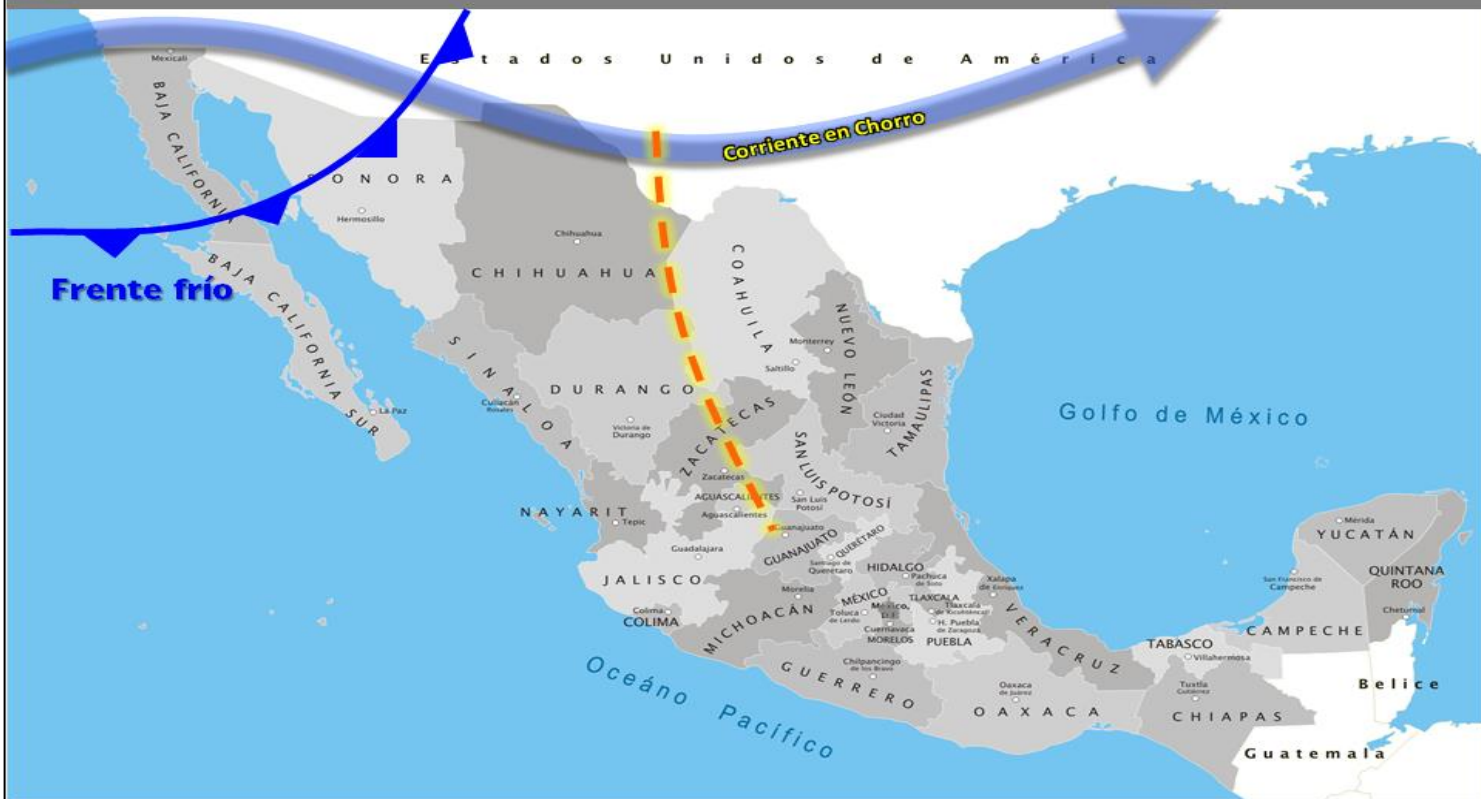 Mexicali
Estados Unidos de América
BAJA CALIFORNIA
Corriente en Chorro
SONORA
Hermosillo
Chihuahua
CHIHUAHUA
COAHUILA
Frente frío
BAJA CALIFORNIA SUR
NUEVO LEÓN
Monterrey
Saltillo
SINALOA
DURANGO
Culiacán
Rosales
La Paz
Victoria de
Durango
ZACATECAS
Ciudad
Victoria
TAMAULIPAS
Golfo de México
SAN LUIS POTOSÍ
Zacatecas
AGUASCALIENTES
San Luis
Potosí
NAYARIT
Tepic
Aguascalientes
Guanajuato
Guadalajara
GUANAJUATO
QUERÉTARO
Santiago de
Querétaro
HIDALGO
Pachuca
de Soto
JALISCO
Morelia
MÉXICO
TLAXCALA
Xalapa
de Enríquez
Colima
COLIMA
MICHOACÁN
Toluca
de Lerdo
México,
D.F.
Tlaxcala
de Xicohténcatl
Cuernavaca
MORELOS
H. Puebla
de Zaragoza
PUEBLA
VERACRUZ
Mérida
YUCATÁN
QUINTANA
ROO
San Francisco de
Campeche
Chetumal
CAMPECHE
TABASCO
Villahermosa
Chilpancingo
de los Bravo
GUERRERO
Oaxaca
de Juárez
OAXACA
Tuxtla
Gutiérrez
CHIAPAS
Belice
Guatemala
Oceáno Pacífico